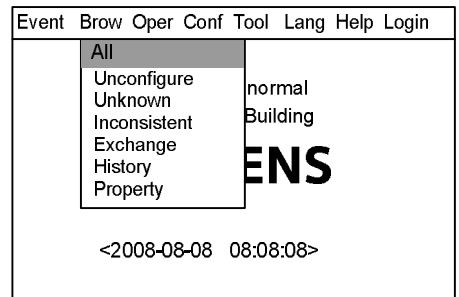 Event Brow Oper Conf Tool Lang Help Login
All
Unconfigure
normal
Unknown
Building
Inconsistent
Exchange
ENS
History
Property
<2008-08-08 08:08:08>